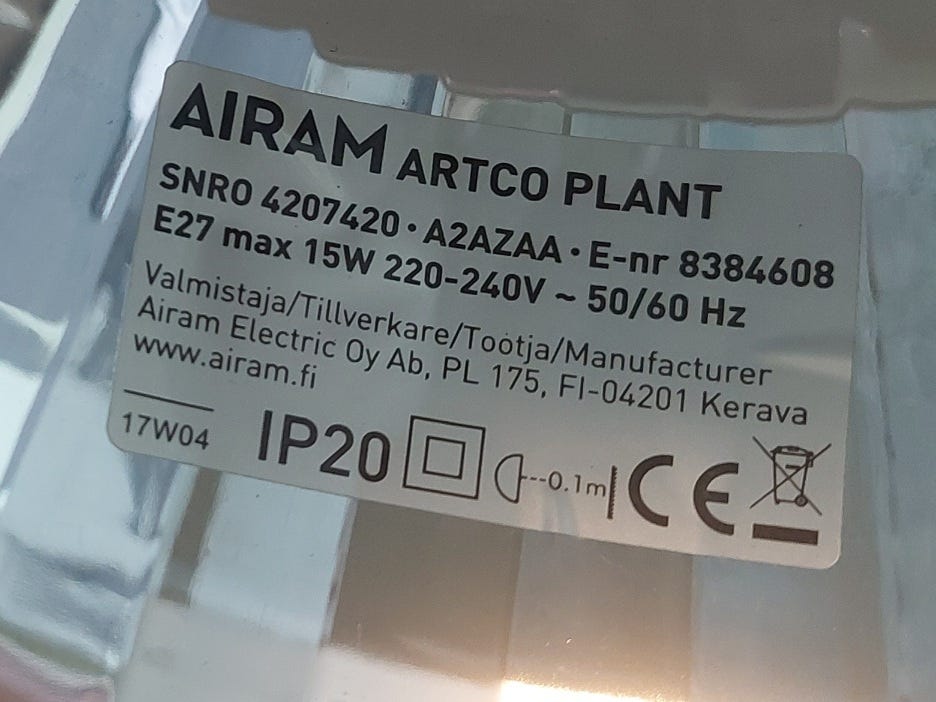 AIRAM ARTCO PLANT
SNRO 4207420 · A2AZAA · E-nr 8384608
E27 max 15W 220-240V ~ 50/60 Hz
Valmistaja/Tillverkare/Tootja/Manufacturer
Airam Electric Oy Ab, PL 175, FI-04201 Kerava
www.airam.fi
17W04 IP20 0.1m CE